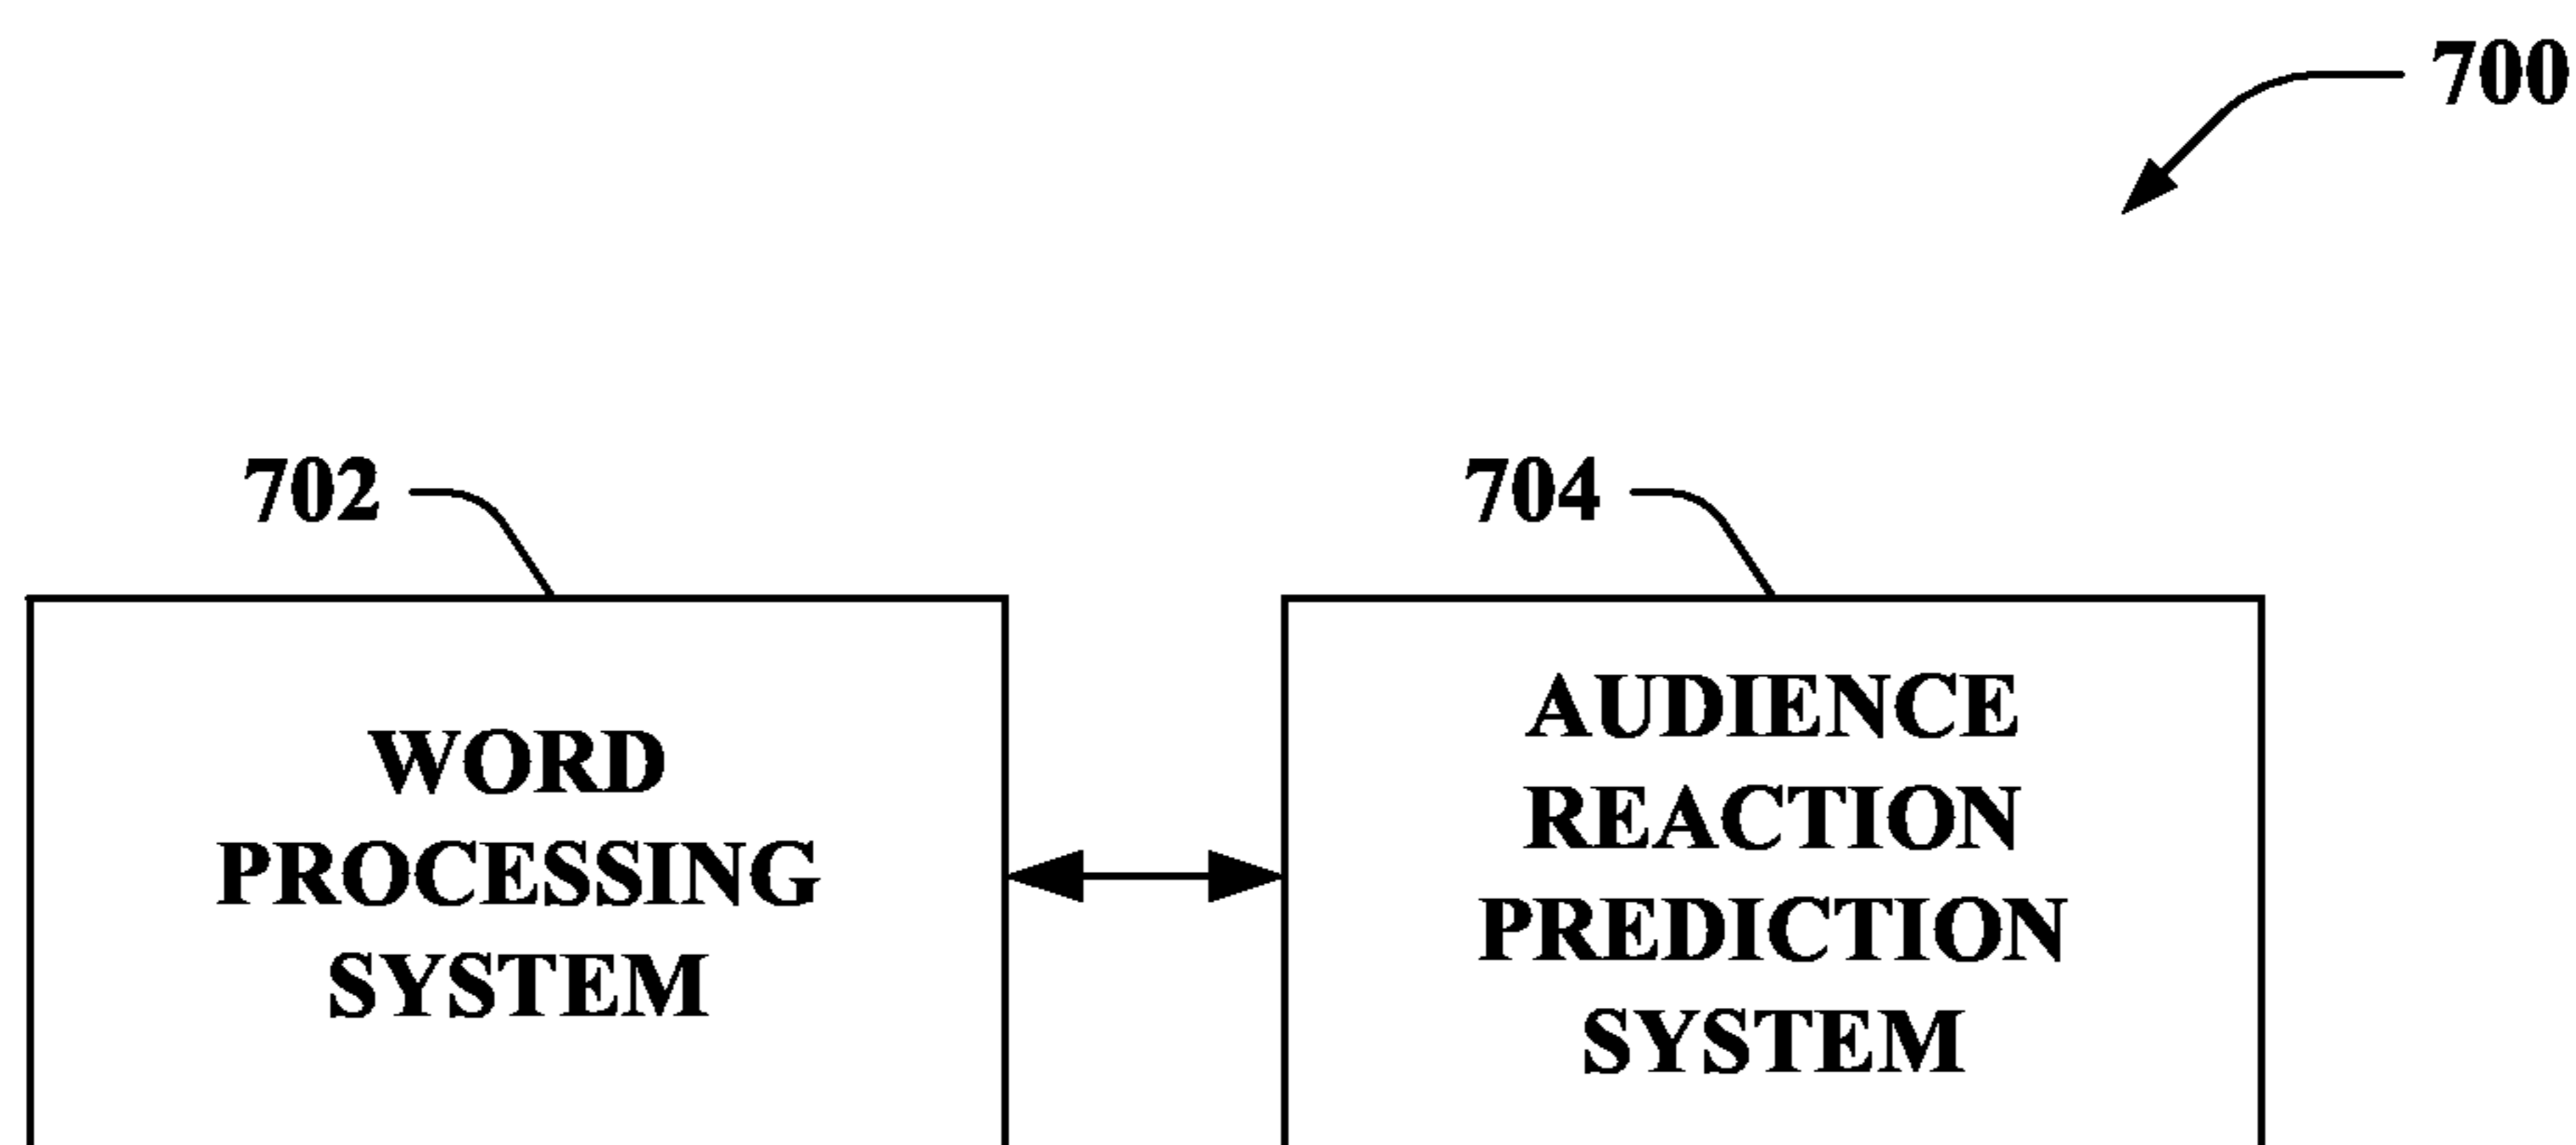 700
702
704
WORD
PROCESSING
SYSTEM
AUDIENCE
REACTION
PREDICTION
SYSTEM